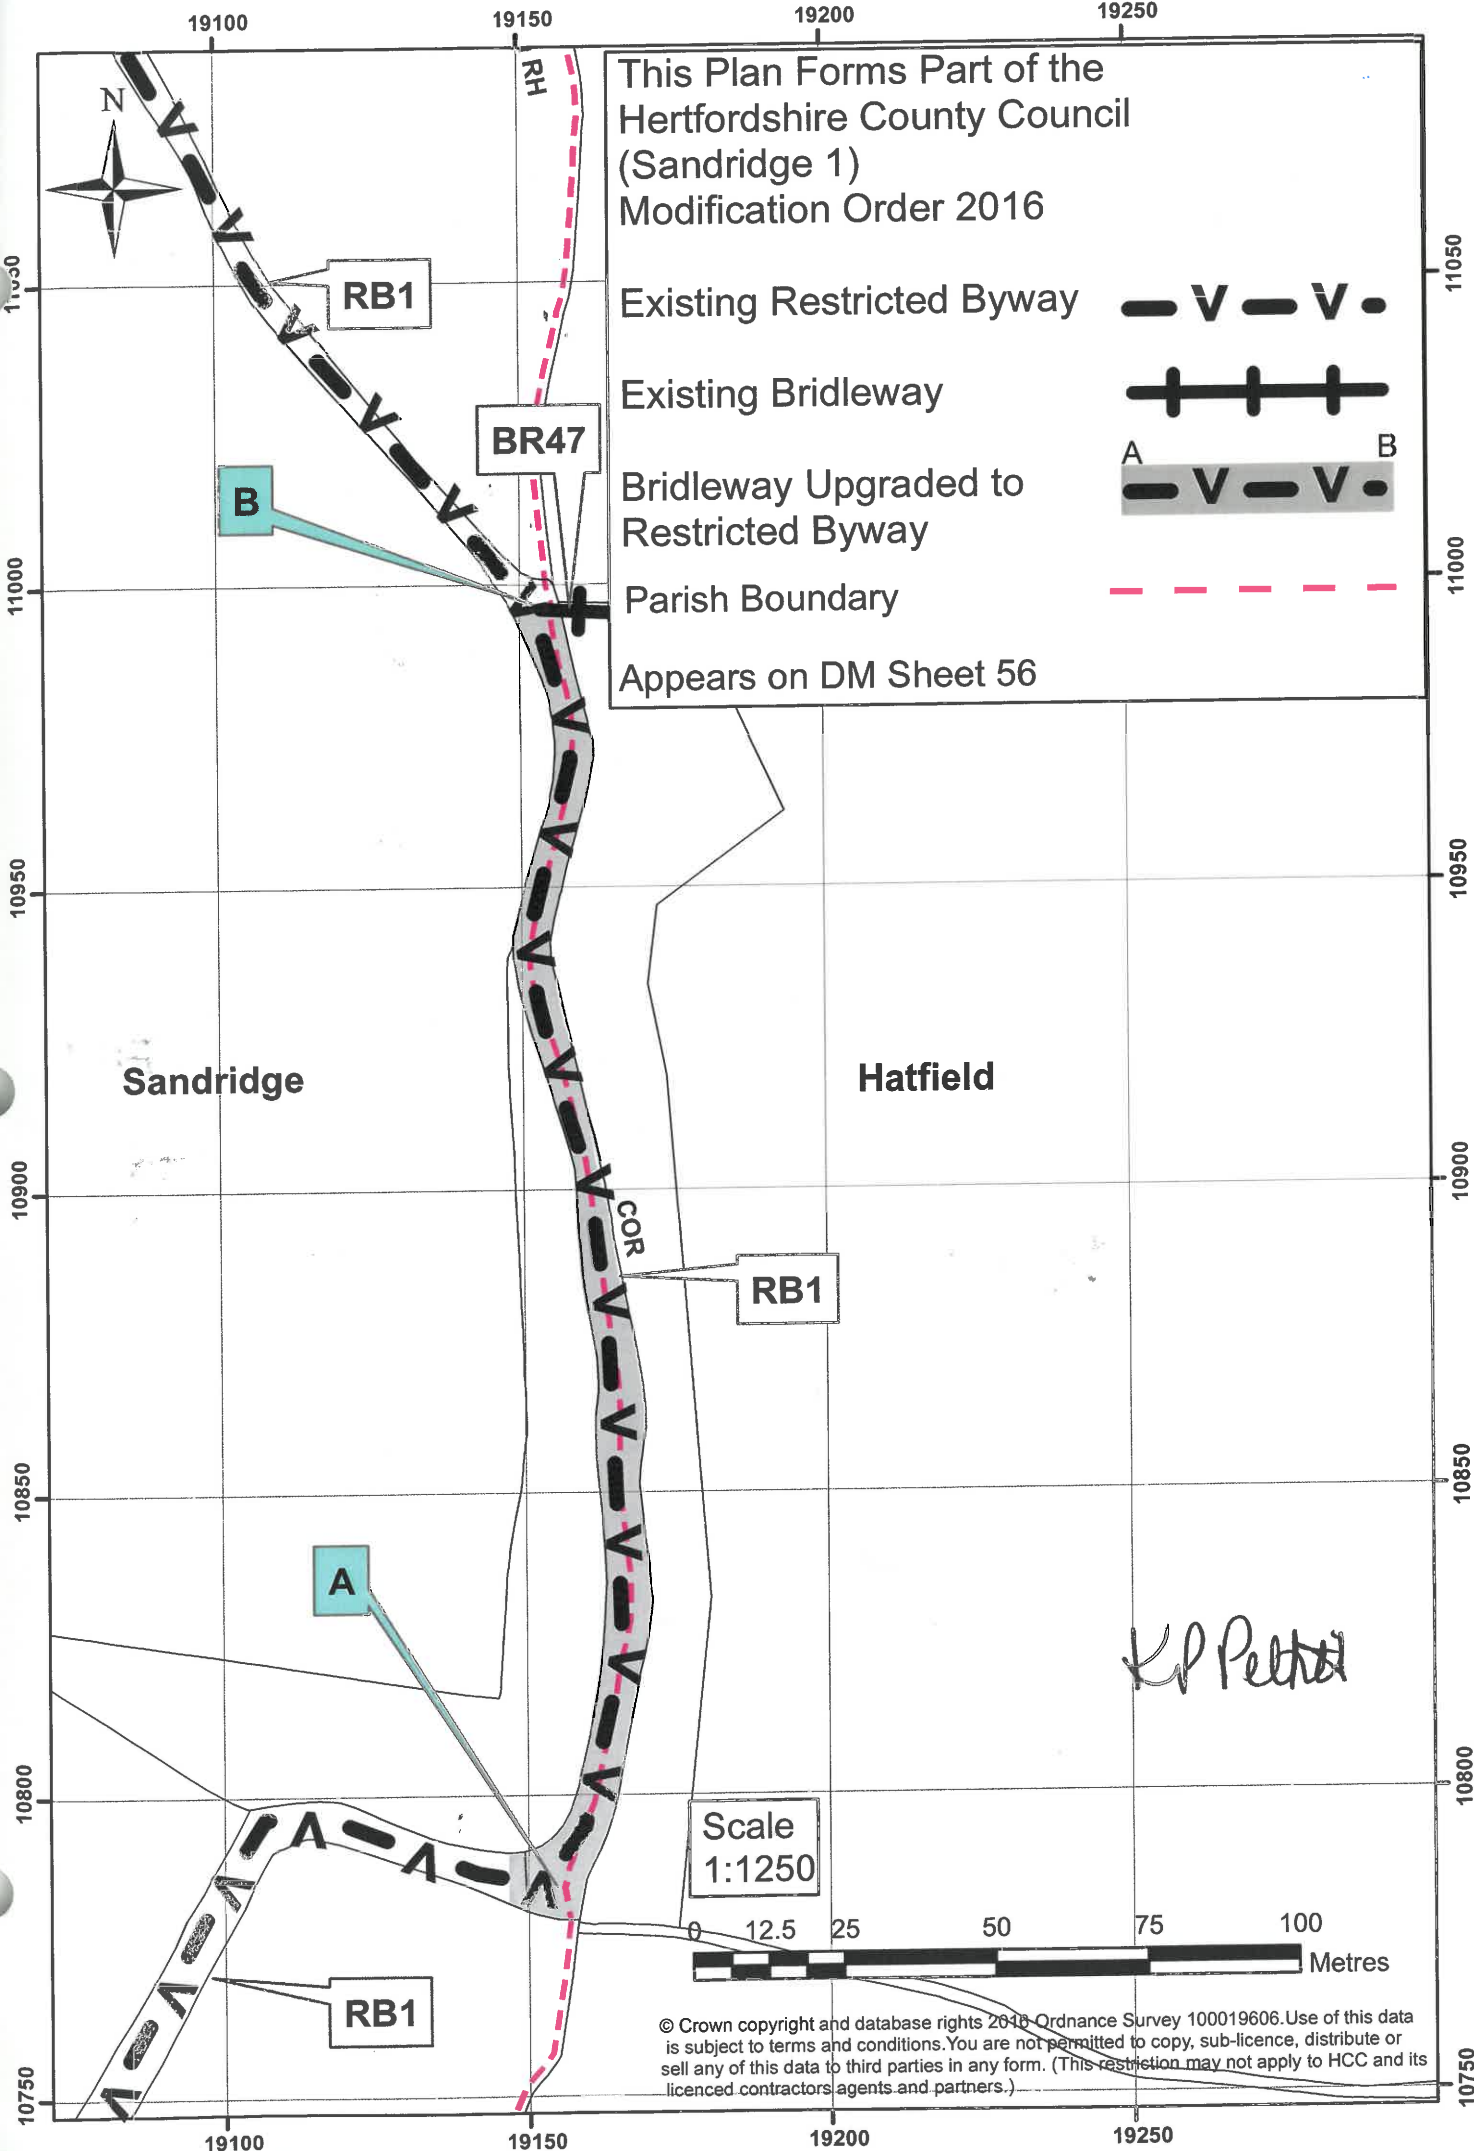 19100
19150
19200
19250
RH
N
This Plan Forms Part of the
Hertfordshire County Council
(Sandridge 1)
Modification Order 2016
Existing Restricted Byway
Existing Bridleway
A
B
Bridleway Upgraded to
Restricted Byway
Parish Boundary
Appears on DM Sheet 56
11050
RB1
BR47
B
11000
11000
10950
10950
Sandridge
Hatfield
10900
10900
COR
RB1
10850
10850
A
10800
10800
Scale
1:1250
0 12.5 25 50 75 100
Metres
RB1
© Crown copyright and database rights 2016 Ordnance Survey 100019606.Use of this data
is subject to terms and conditions.You are not permitted to copy, sub-licence, distribute or
sell any of this data to third parties in any form. (This restriction may not apply to HCC and its
licenced contractors agents and partners.)
10750
10750
19100
19150
19200
19250